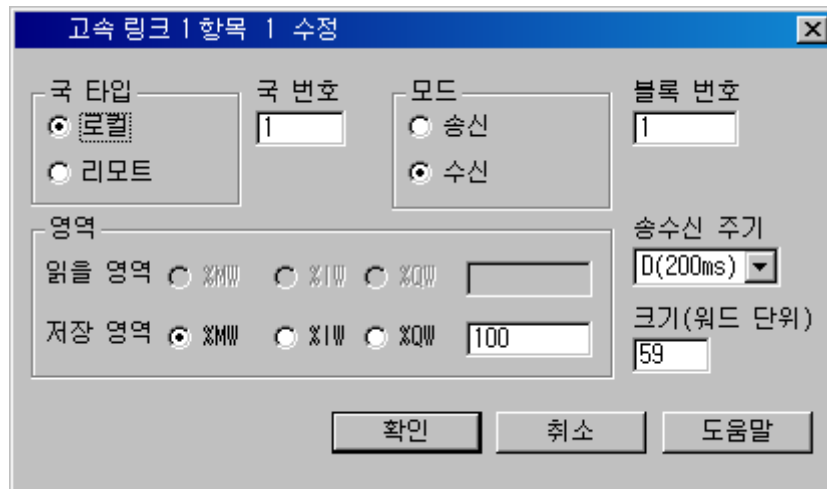 고속 링크 1 항목 1 수정
국 타입
로컬
리모트
국 번호
1
모드
송신
수신
블록 번호
1
영역
읽을 영역 %MW %IW %QW
저장 영역 %MW %IW %QW 100
송수신 주기
D(200ms)
크기(워드 단위)
59
확인 취소 도움말